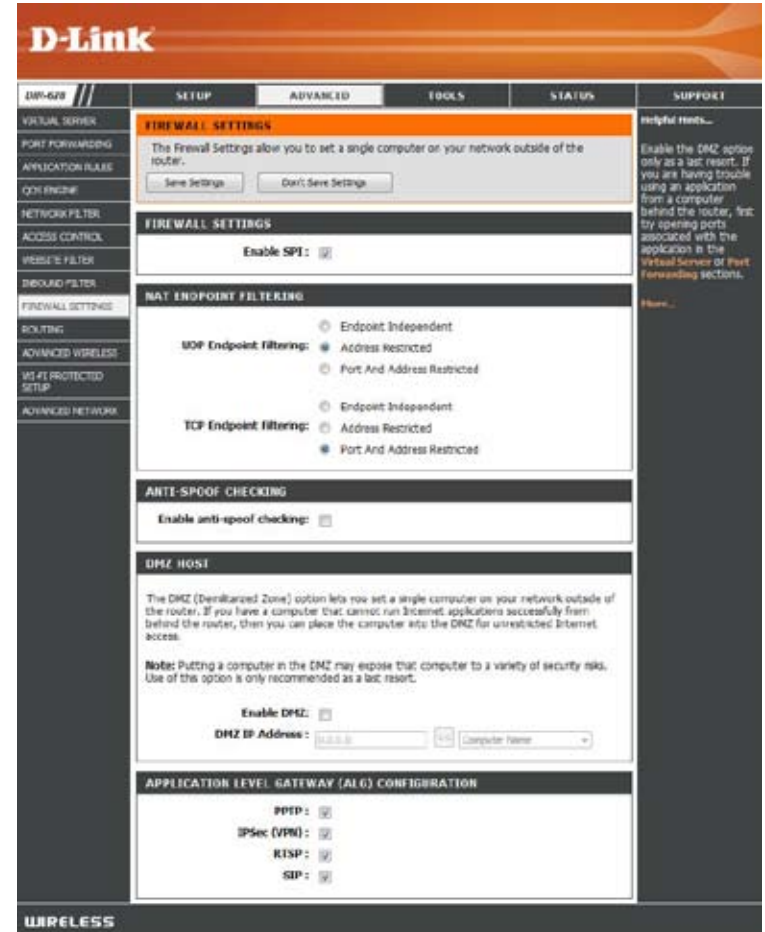 D-Link
DIR-628
SETUP
ADVANCED
TOOLS
STATUS
SUPPORT
VIRTUAL SERVER
PORT FORWARDING
APPLICATION RULES
QOS ENGINE
NETWORK FILTER
ACCESS CONTROL
WEBSITE FILTER
INBOUND FILTER
FIREWALL SETTINGS
ROUTING
ADVANCED WIRELESS
WI-FI PROTECTED
SETUP
ADVANCED NETWORK
FIREWALL SETTINGS
The Firewall Settings allow you to set a single computer on your network outside of the
router.
Save Settings
Don't Save Settings
FIREWALL SETTINGS
Enable SPI :
NAT ENDPOINT FILTERING
UDP Endpoint Filtering:
Endpoint Independent
Address Restricted
Port And Address Restricted
TCP Endpoint Filtering:
Endpoint Independent
Address Restricted
Port And Address Restricted
ANTI-SPOOF CHECKING
Enable anti-spoof checking:
DMZ HOST
The DMZ (Demilitarized Zone) option lets you set a single computer on your network outside of
the router. If you have a computer that cannot run Internet applications successfully from
behind the router, then you can place the computer into the DMZ for unrestricted Internet
access.
Note: Putting a computer in the DMZ may expose that computer to a variety of security risks.
Use of this option is only recommended as a last resort.
Enable DMZ:
DMZ IP Address :
0.0.0.0
<<
Computer Name
APPLICATION LEVEL GATEWAY (ALG) CONFIGURATION
PPTP :
IPSec (VPN) :
RTSP :
SIP :
Helpful Hints...
Enable the DMZ option
only as a last resort. If
you are having trouble
using an application
from a computer
behind the router, first
try opening ports
associated with the
application in the
Virtual Server or Port
Forwarding sections.
More...
WIRELESS